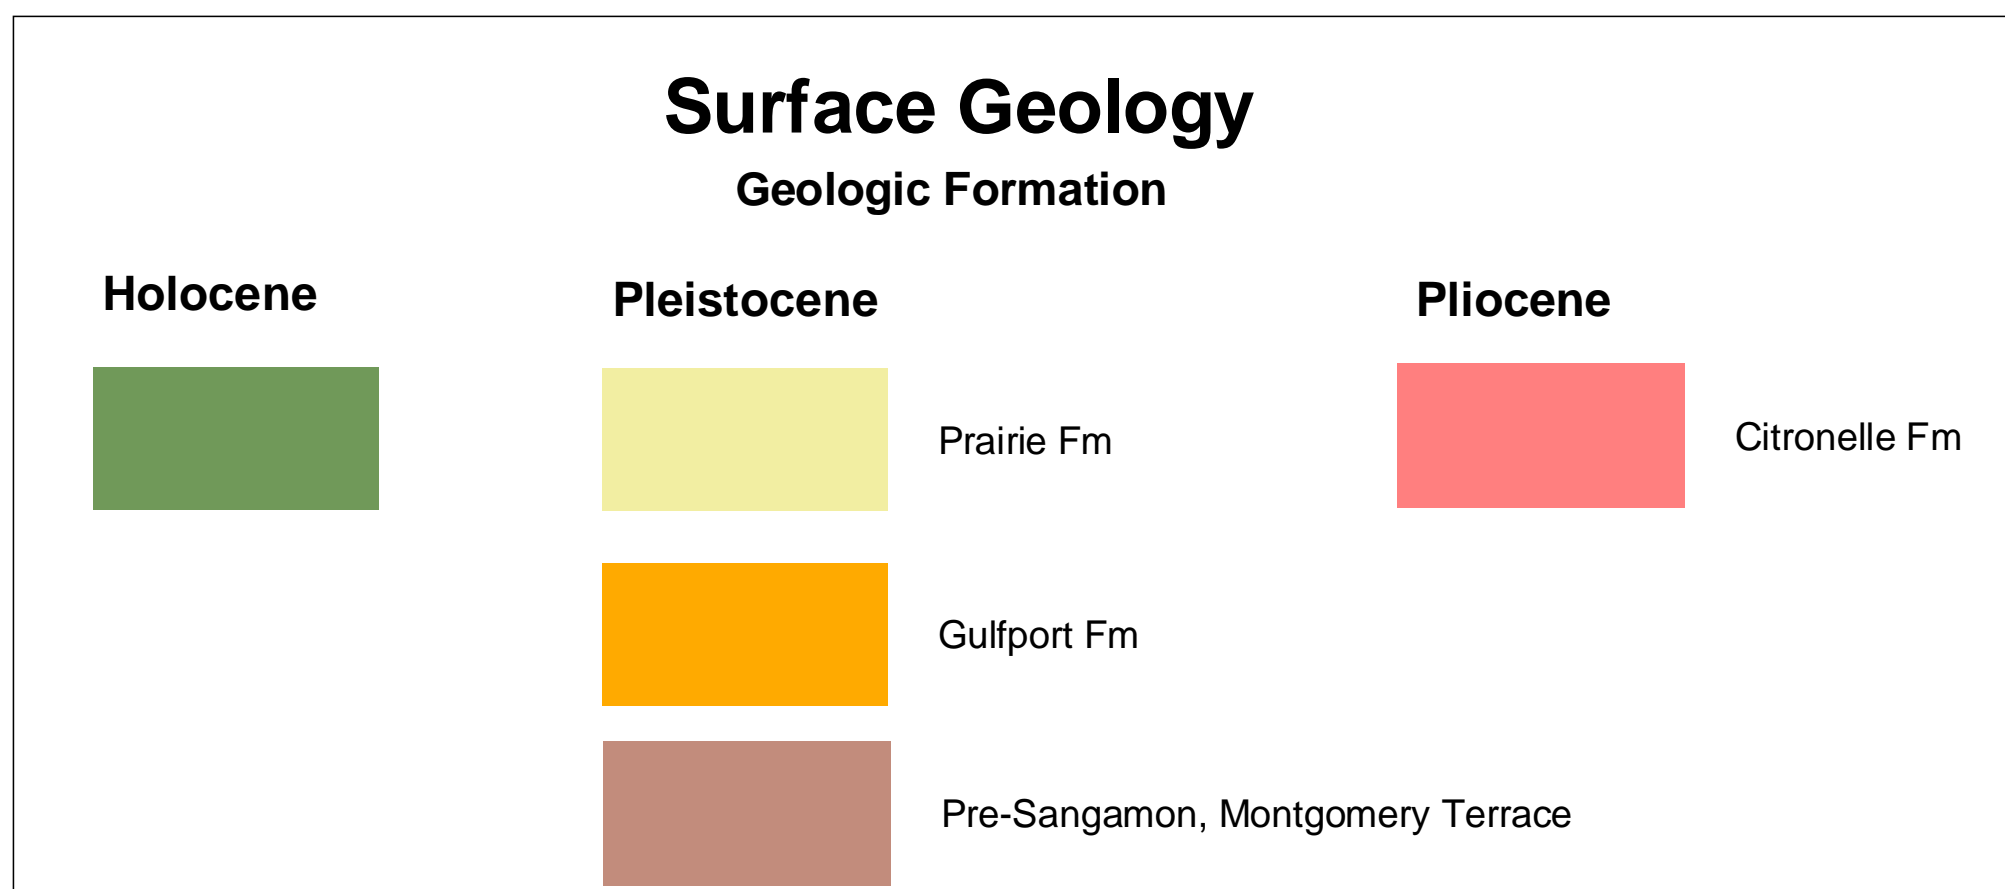 Surface Geology
Geologic Formation
Holocene
Pleistocene
Pliocene
Prairie Fm
Citronelle Fm
Gulfport Fm
Pre-Sangamon, Montgomery Terrace